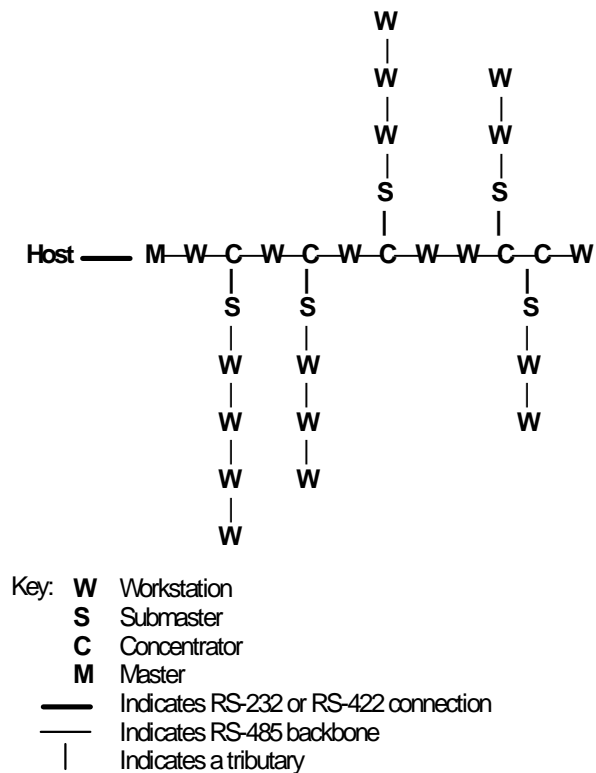 W
W W
W W
S S
Host M W C W C W C W W C C W
S S S
W W W
W W W
W W
W
Key: W Workstation
S Submaster
C Concentrator
M Master
Indicates RS-232 or RS-422 connection
Indicates RS-485 backbone
Indicates a tributary